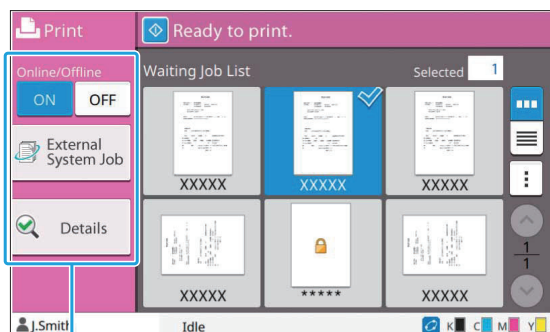 Print
Ready to print.
Online/Offline
ON OFF
External
System Job
Details
Waiting Job List
Selected 1
XXXXX XXXXX XXXXX
XXXXX ***** XXXXX
1
1
J.Smith
Idle
K C M Y